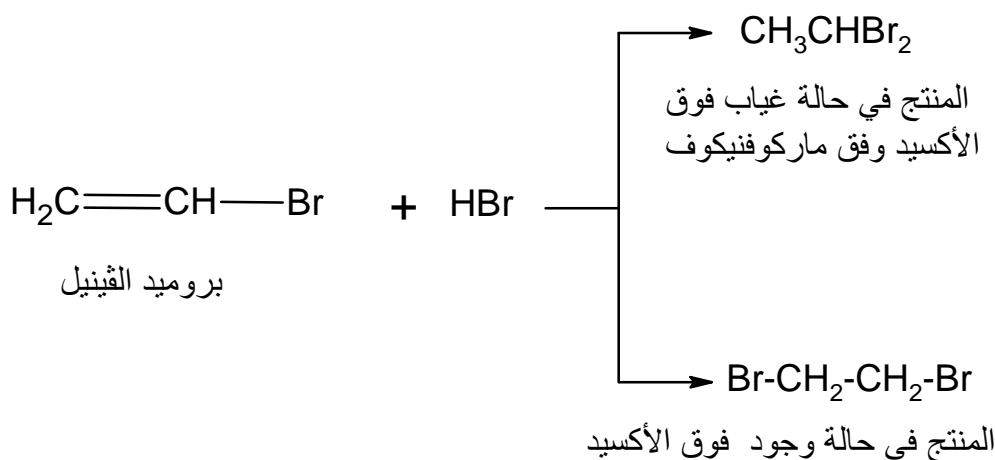 CH₃CHBr₂
المنتج في حالة غياب فوق
الأكسيد وفق ماركوفنيكوف
H₂C=CH-Br + HBr
بروميد الڤينيل
Br-CH₂-CH₂-Br
المنتج في حالة وجود فوق الأكسيد